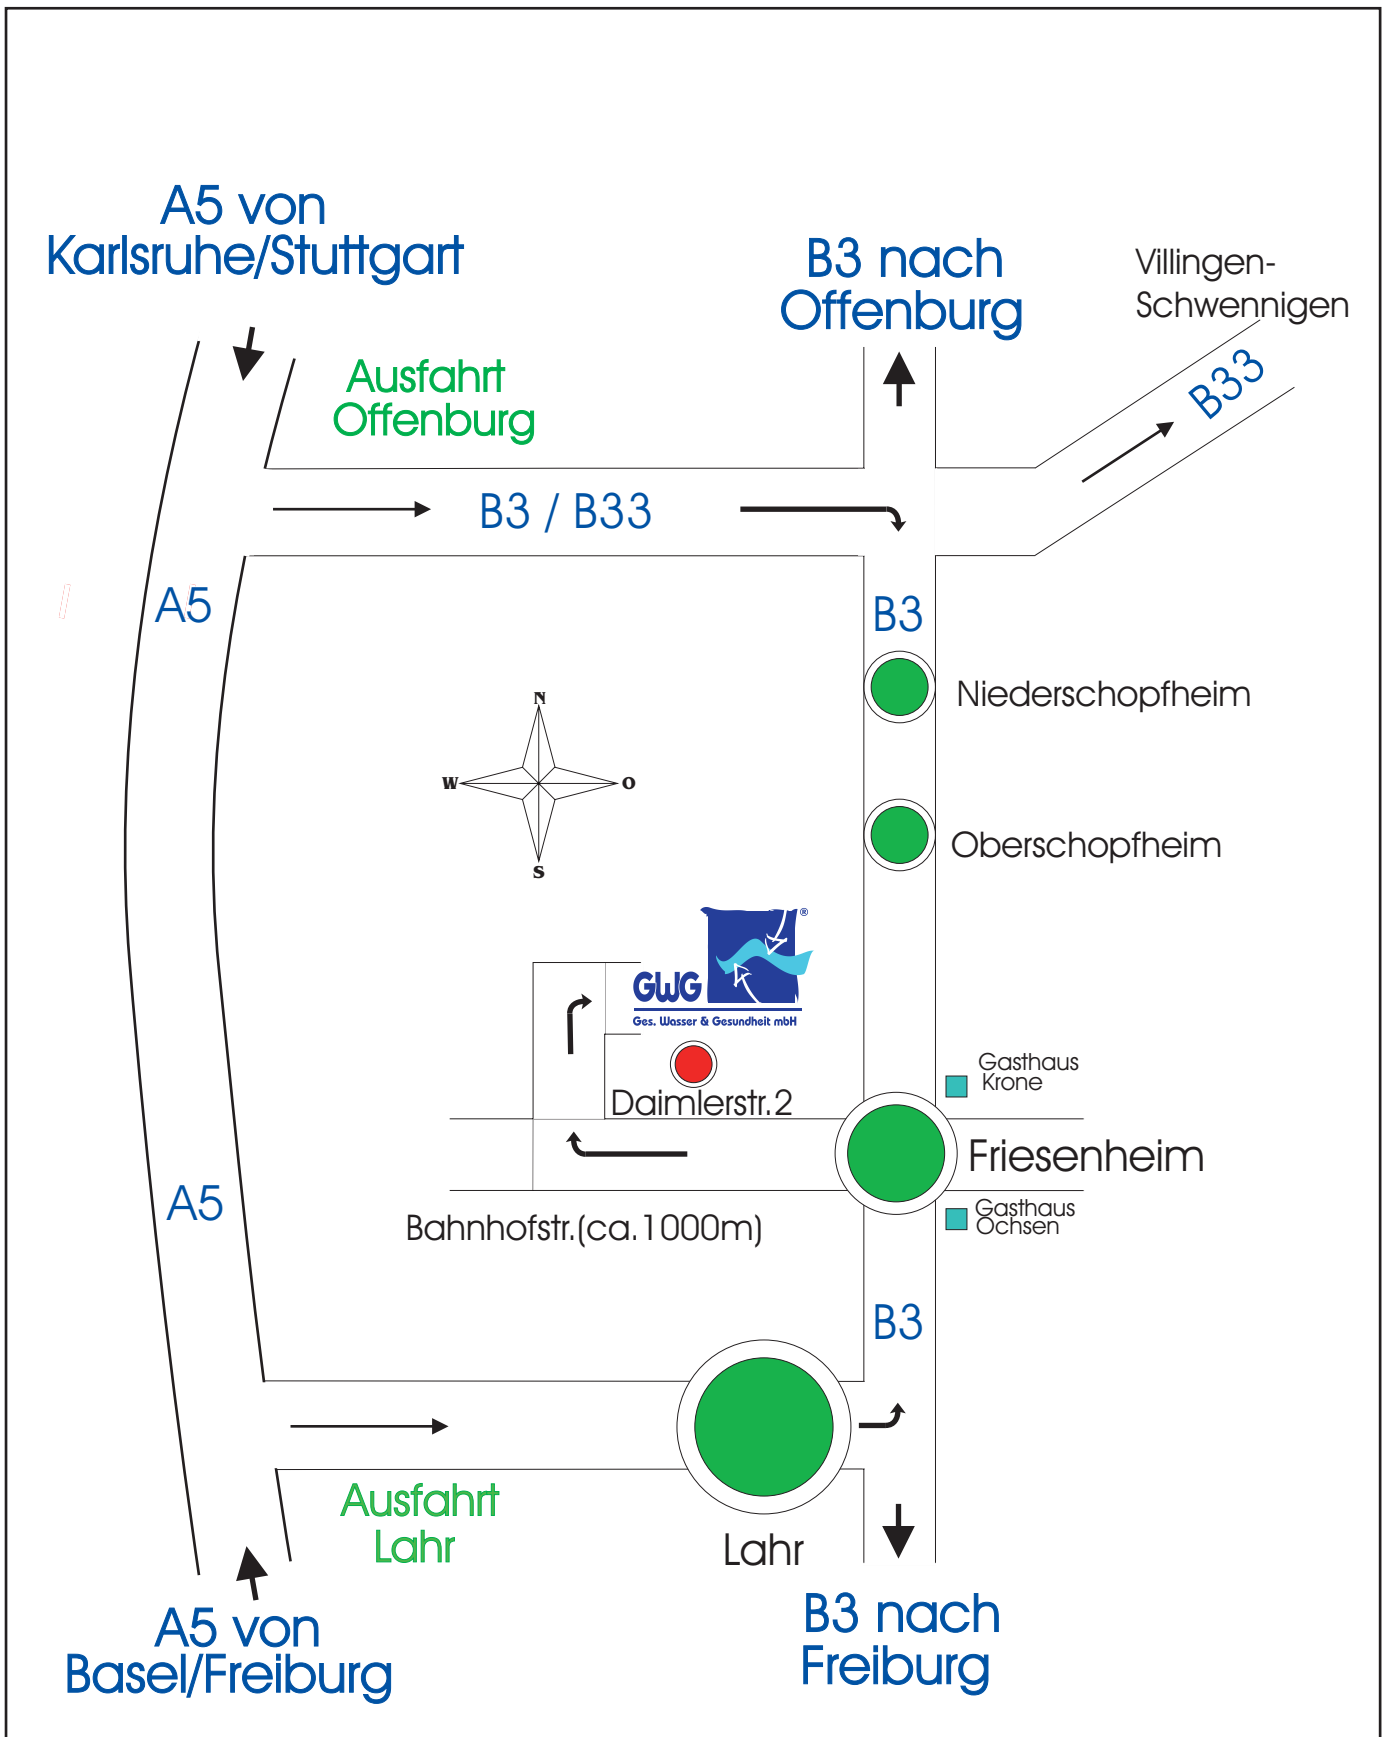 A5 von
Karlsruhe/Stuttgart
B3 nach
Offenburg
Villingen-
Schwennigen
Ausfahrt
Offenburg
B33
B3 / B33
A5
B3
Niederschopfheim
N
W
O
S
Oberschopfheim
®
GWG
Ges. Wasser & Gesundheit mbH
Gasthaus
Krone
Daimlerstr.2
Friesenheim
A5
Gasthaus
Ochsen
Bahnhofstr.(ca.1000m)
B3
Ausfahrt
Lahr
Lahr
A5 von
Basel/Freiburg
B3 nach
Freiburg